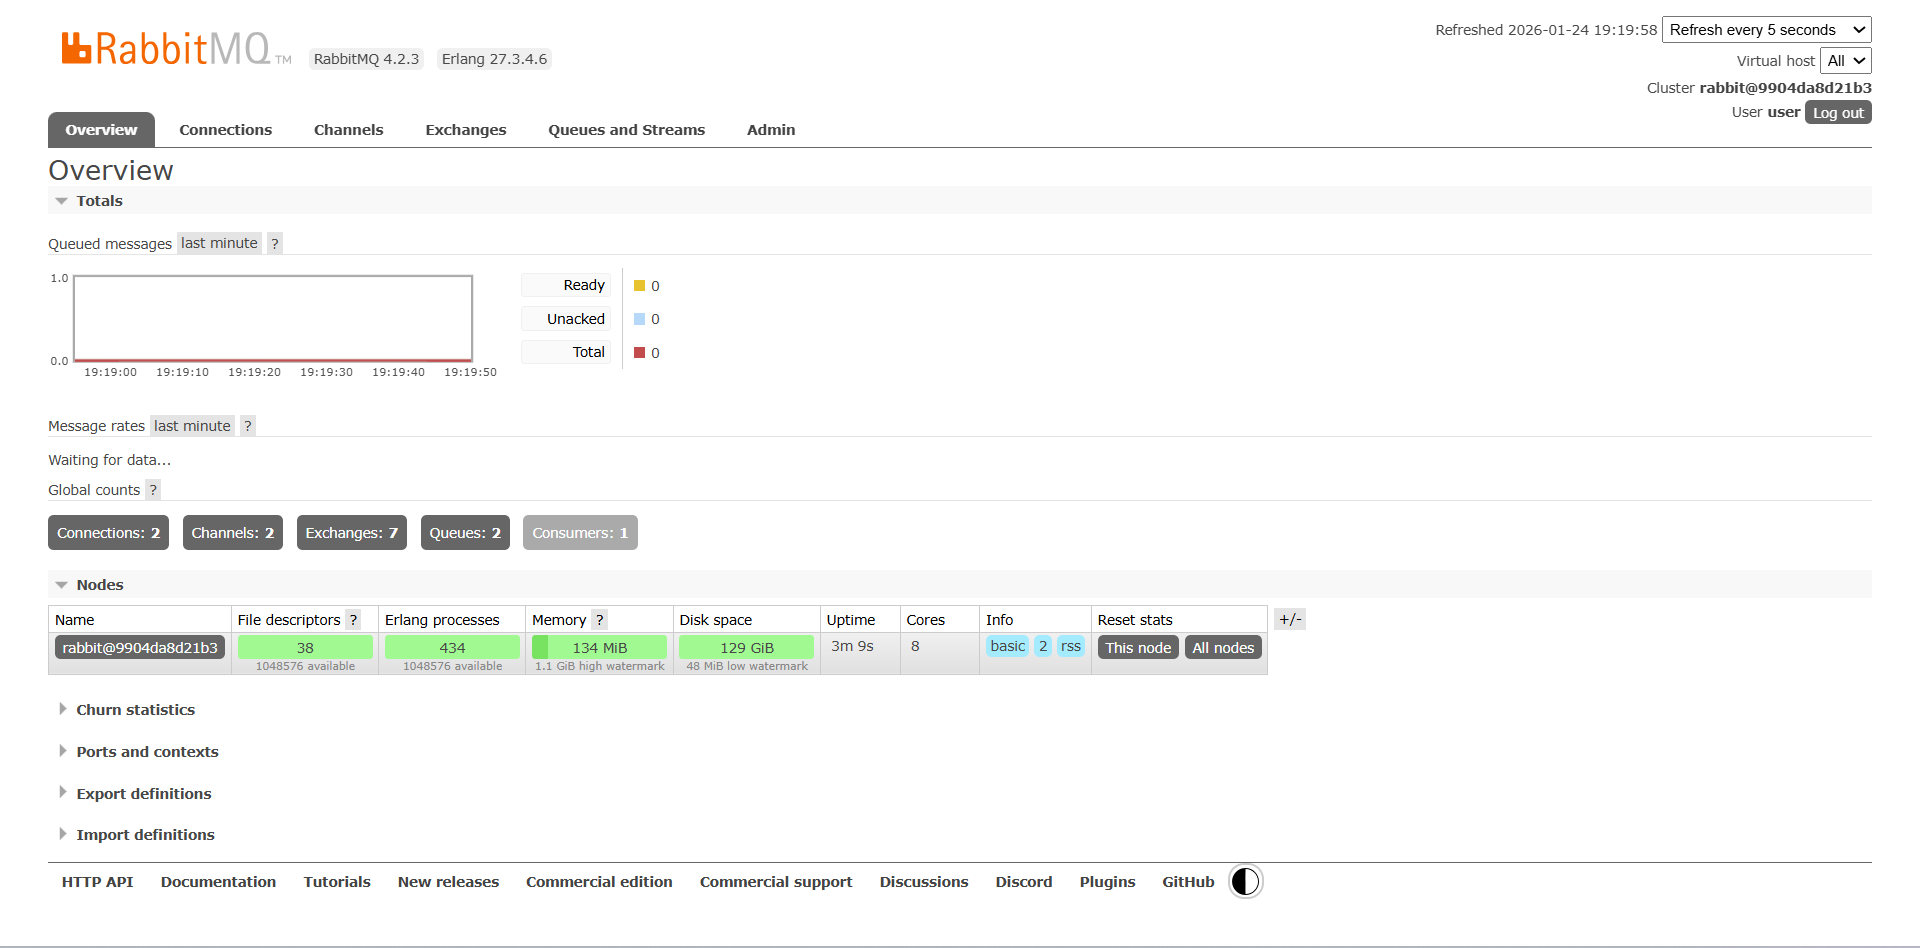 RabbitMQ TM RabbitMQ 4.2.3 Erlang 27.3.4.6
Refreshed 2026-01-24 19:19:58 Refresh every 5 seconds
Virtual host All
Cluster rabbit@9904da8d21b3
User user Log out
Overview Connections Channels Exchanges Queues and Streams Admin
Overview
Totals
Queued messages last minute ?
1.0
0.0
19:19:00 19:19:10 19:19:20 19:19:30 19:19:40 19:19:50
Ready 0
Unacked 0
Total 0
Message rates last minute ?
Waiting for data...
Global counts ?
Connections: 2 Channels: 2 Exchanges: 7 Queues: 2 Consumers: 1
Nodes
Name File descriptors ? Erlang processes Memory ? Disk space Uptime Cores Info Reset stats +/-
rabbit@9904da8d21b3 38 434 134 MiB 129 GiB 3m 9s 8 basic 2 rss This node All nodes
1048576 available 1048576 available 1.1 GiB high watermark 48 MiB low watermark
Churn statistics
Ports and contexts
Export definitions
Import definitions
HTTP API Documentation Tutorials New releases Commercial edition Commercial support Discussions Discord Plugins GitHub